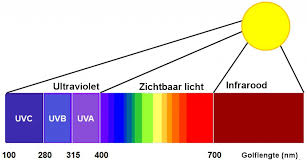 Ultraviolet Zichtbaar licht Infrarood
UVC UVB UVA
100 280 315 400 700 Golflengte (nm)